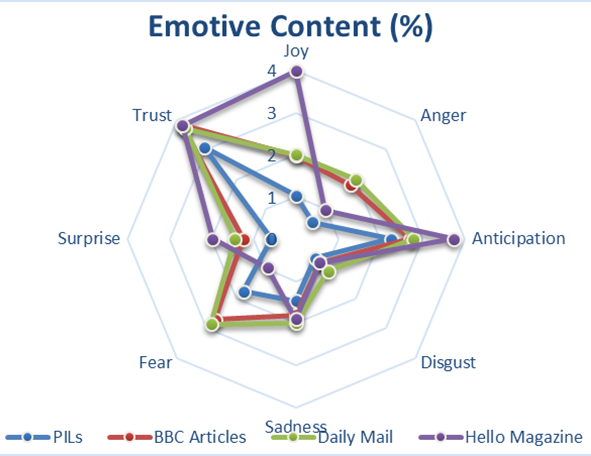 Emotive Content (%)
Joy
4
Trust
Anger
3
2
1
Surprise
0
Anticipation
Fear
Disgust
Sadness
PILs
BBC Articles
Daily Mail
Hello Magazine